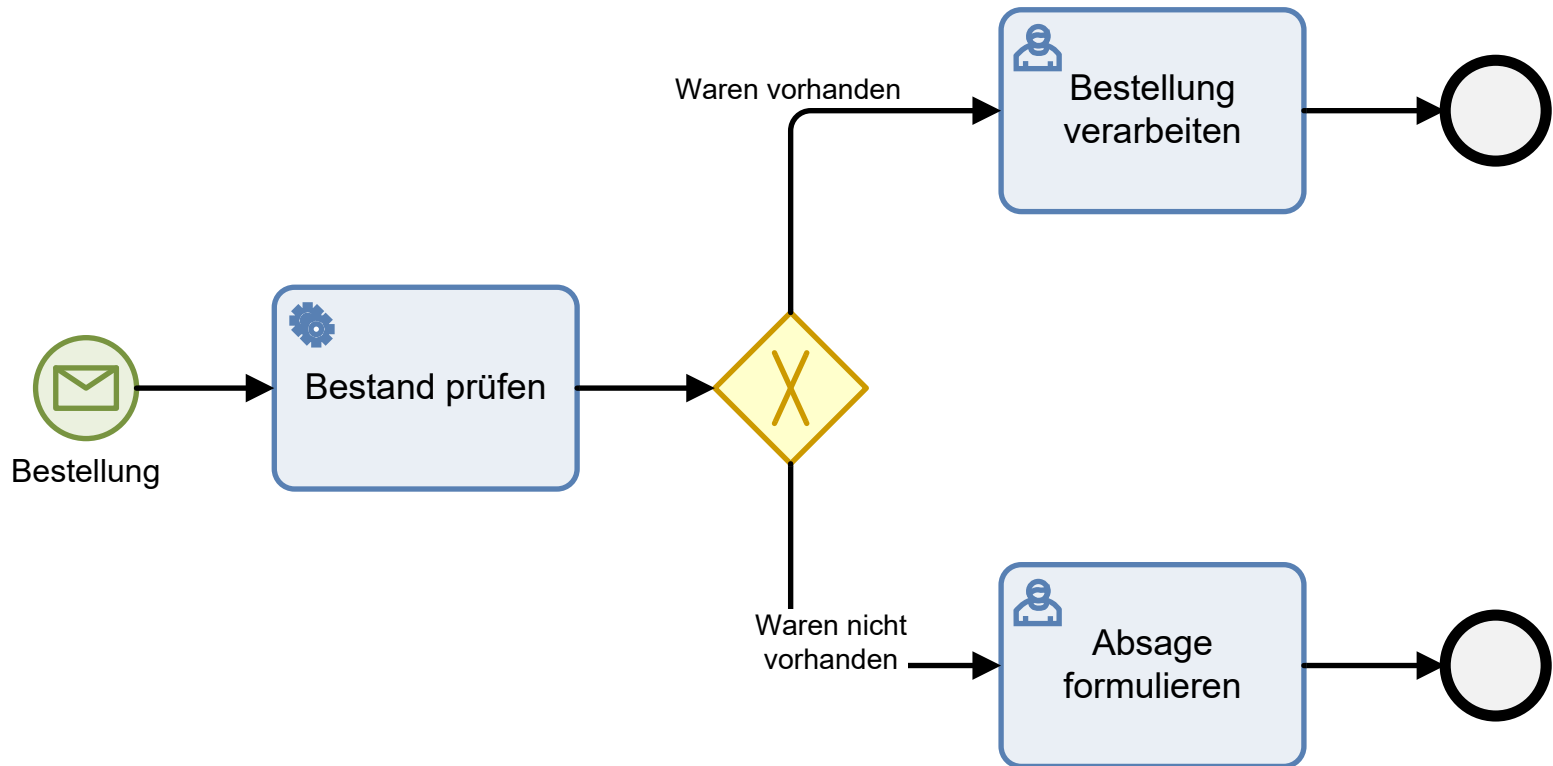 Waren vorhanden
Bestellung
verarbeiten
Bestand prüfen
Bestellung
Waren nicht
vorhanden
Absage
formulieren